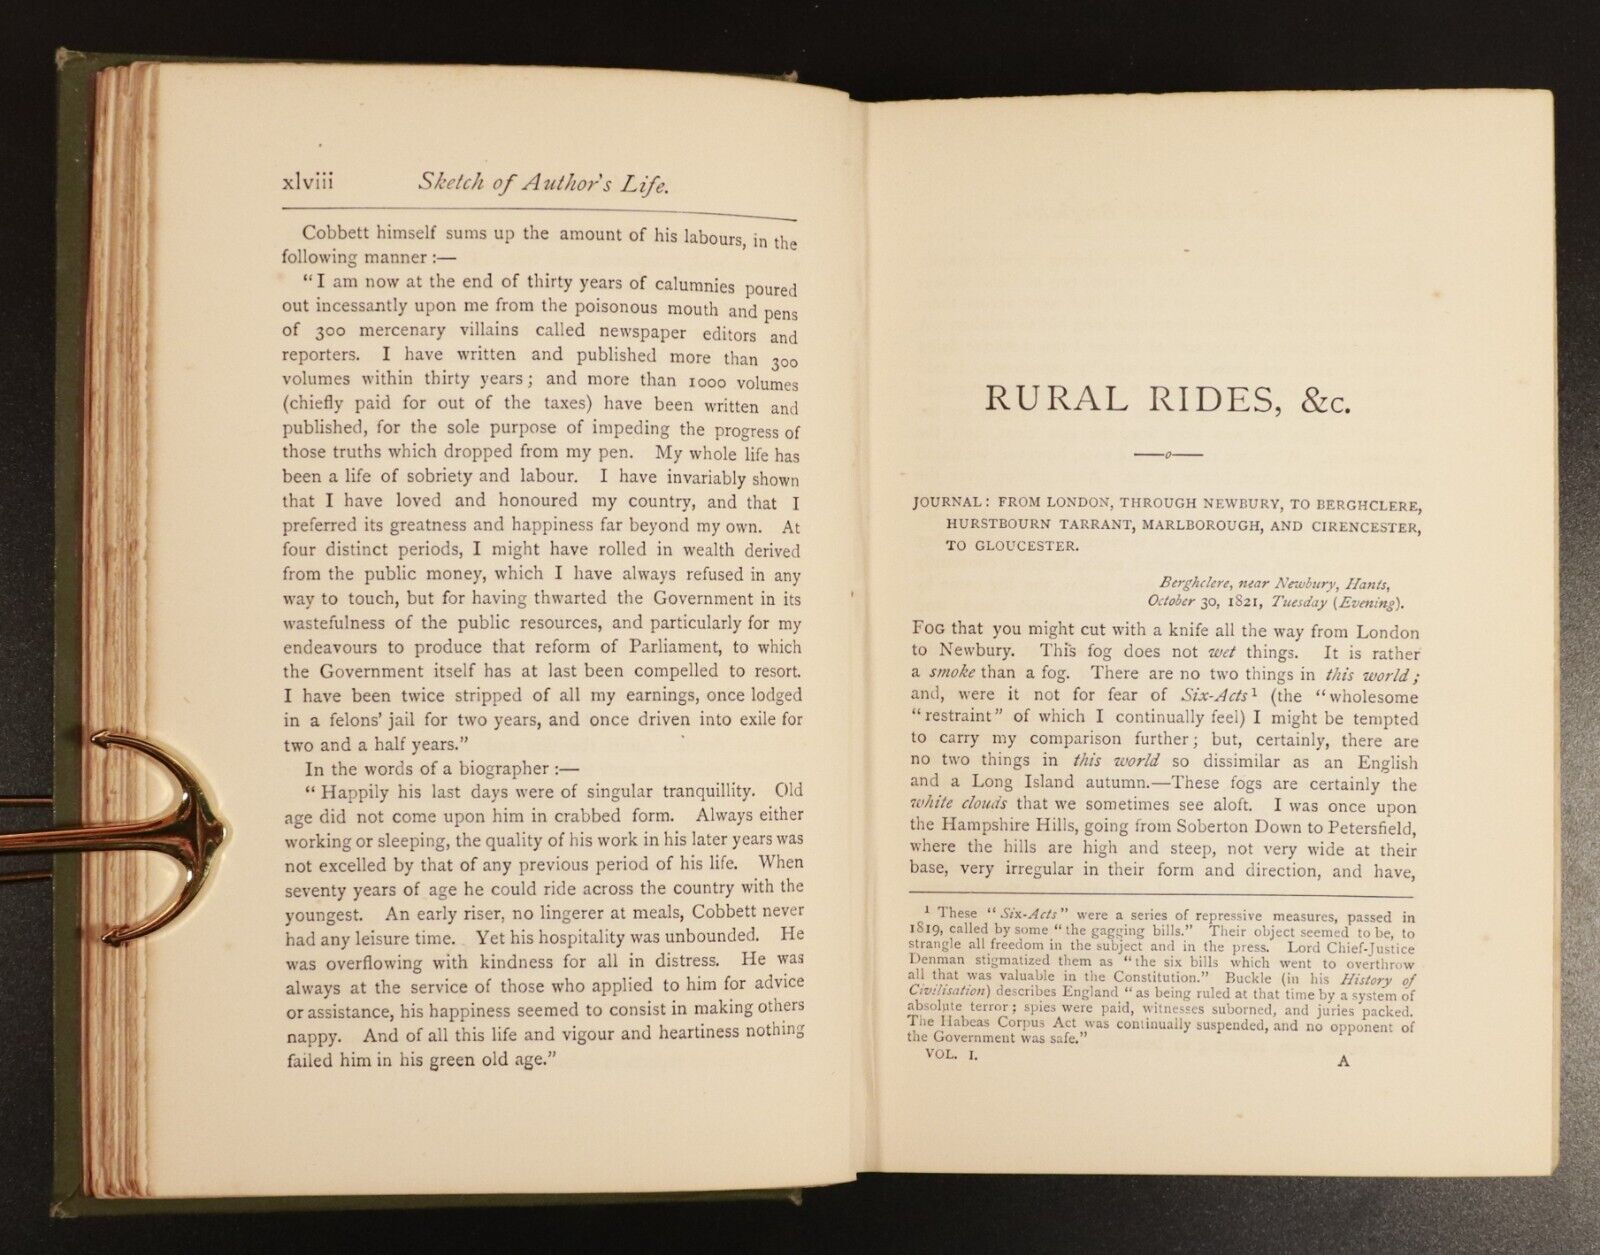 xlviii Sketch of Author's Life.
Cobbett himself sums up the amount of his labours, in the
following manner :—
"I am now at the end of thirty years of calumnies poured
out incessantly upon me from the poisonous mouth and pens
of 300 mercenary villains called newspaper editors and
reporters. I have written and published more than 300
volumes within thirty years; and more than 1000 volumes
(chiefly paid for out of the taxes) have been written and
published, for the sole purpose of impeding the progress of
those truths which dropped from my pen. My whole life has
been a life of sobriety and labour. I have invariably shown
that I have loved and honoured my country, and that I
preferred its greatness and happiness far beyond my own. At
four distinct periods, I might have rolled in wealth derived
from the public money, which I have always refused in any
way to touch, but for having thwarted the Government in its
wastefulness of the public resources, and particularly for my
endeavours to produce that reform of Parliament, to which
the Government itself has at last been compelled to resort.
I have been twice stripped of all my earnings, once lodged
in a felons' jail for two years, and once driven into exile for
two and a half years."
In the words of a biographer :—
"Happily his last days were of singular tranquillity. Old
age did not come upon him in crabbed form. Always either
working or sleeping, the quality of his work in his later years was
not excelled by that of any previous period of his life. When
seventy years of age he could ride across the country with the
youngest. An early riser, no lingerer at meals, Cobbett never
had any leisure time. Yet his hospitality was unbounded. He
was overflowing with kindness for all in distress. He was
always at the service of those who applied to him for advice
or assistance, his happiness seemed to consist in making others
nappy. And of all this life and vigour and heartiness nothing
failed him in his green old age."
RURAL RIDES, &c.
JOURNAL: FROM LONDON, THROUGH NEWBURY, TO BERGHCLERE,
HURSTBOURN TARRANT, MARLBOROUGH, AND CIRENCESTER,
TO GLOUCESTER.
Berghclere, near Newbury, Hants,
October 30, 1821, Tuesday (Evening).
FOG that you might cut with a knife all the way from London
to Newbury. This fog does not wet things. It is rather
a smoke than a fog. There are no two things in this world;
and, were it not for fear of Six-Acts¹ (the "wholesome
"restraint" of which I continually feel) I might be tempted
to carry my comparison further; but, certainly, there are
no two things in this world so dissimilar as an English
and a Long Island autumn.—These fogs are certainly the
white clouds that we sometimes see aloft. I was once upon
the Hampshire Hills, going from Soberton Down to Petersfield,
where the hills are high and steep, not very wide at their
base, very irregular in their form and direction, and have,
¹ These "Six-Acts" were a series of repressive measures, passed in
1819, called by some "the gagging bills." Their object seemed to be, to
strangle all freedom in the subject and in the press. Lord Chief-Justice
Denman stigmatized them as "the six bills which went to overthrow
all that was valuable in the Constitution." Buckle (in his History of
Civilisation) describes England "as being ruled at that time by a system of
absolute terror; spies were paid, witnesses suborned, and juries packed.
The Habeas Corpus Act was continually suspended, and no opponent of
the Government was safe."
VOL. I. A